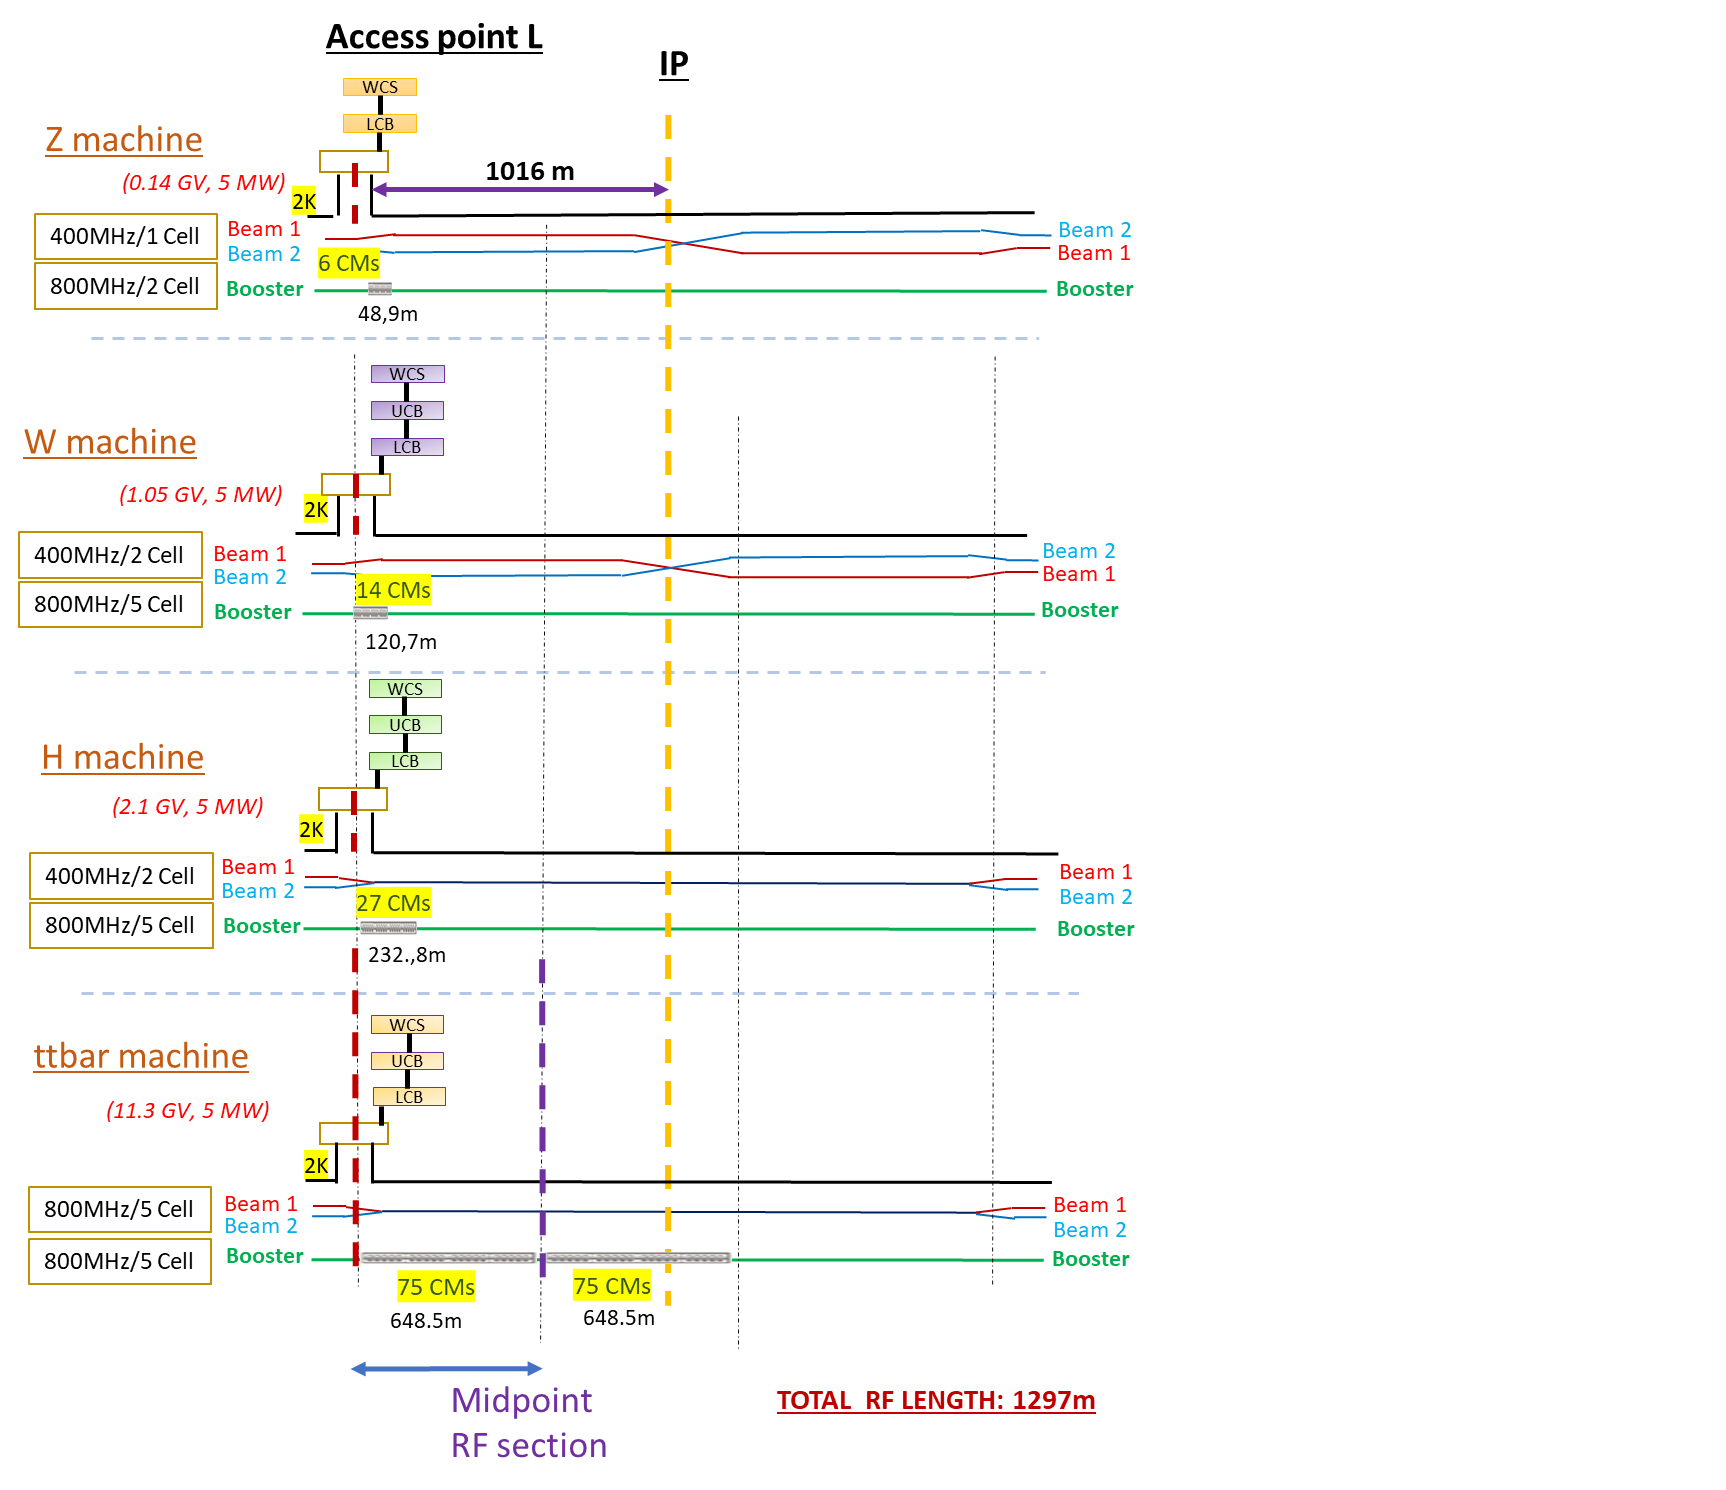 Access point L
IP
WCS
LCB
Z machine
(0.14 GV, 5 MW)
1016 m
2K
400MHz/1 Cell
Beam 1
Beam 2
Beam 2
Beam 1
6 CMs
800MHz/2 Cell
Booster
Booster
48,9m
WCS
UCB
LCB
W machine
(1.05 GV, 5 MW)
2K
400MHz/2 Cell
Beam 1
Beam 2
Beam 2
Beam 1
14 CMs
800MHz/5 Cell
Booster
Booster
120,7m
WCS
UCB
LCB
H machine
(2.1 GV, 5 MW)
2K
400MHz/2 Cell
Beam 1
Beam 2
Beam 1
Beam 2
27 CMs
800MHz/5 Cell
Booster
Booster
232.,8m
WCS
UCB
LCB
ttbar machine
(11.3 GV, 5 MW)
2K
800MHz/5 Cell
Beam 1
Beam 2
Beam 1
Beam 2
800MHz/5 Cell
Booster
Booster
75 CMs
75 CMs
648.5m
648.5m
Midpoint
RF section
TOTAL RF LENGTH: 1297m